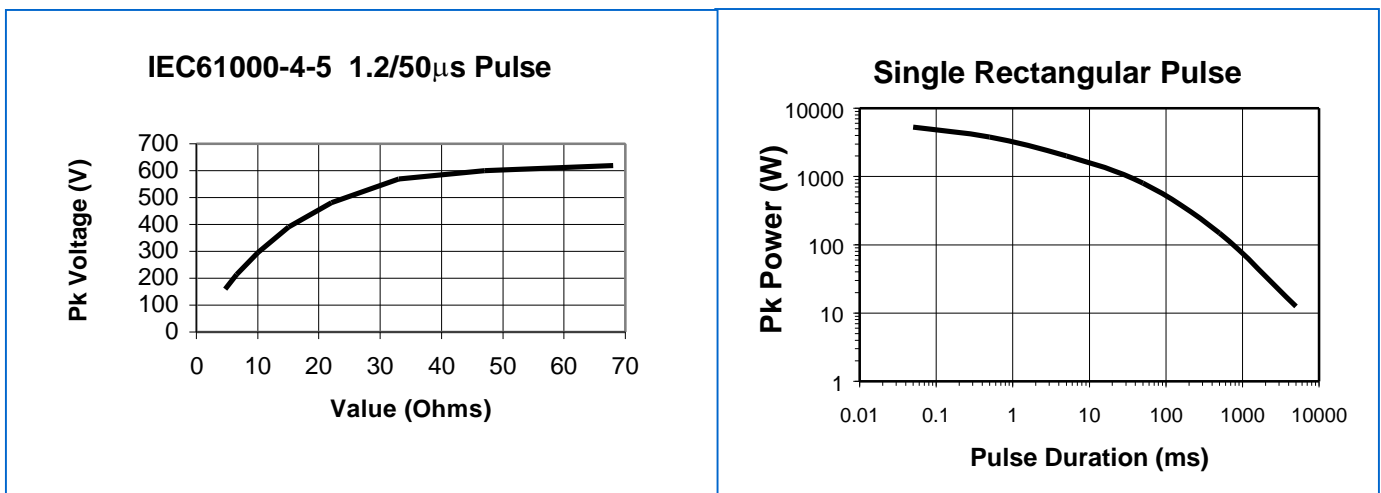 IEC61000-4-5 1.2/50μs Pulse
Pk Voltage (V)
700
600
500
400
300
200
100
0
0 10 20 30 40 50 60 70
Value (Ohms)
Single Rectangular Pulse
Pk Power (W)
10000
1000
100
10
1
0.01 0.1 1 10 100 1000 10000
Pulse Duration (ms)